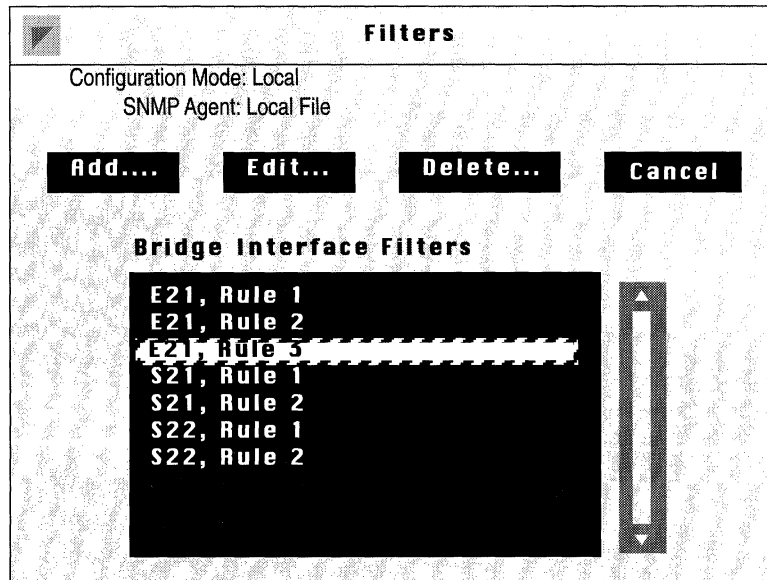 Filters
Configuration Mode: Local
SNMP Agent: Local File
Add.... Edit... Delete... Cancel
Bridge Interface Filters
E21, Rule 1
E21, Rule 2
E21, Rule 3
S21, Rule 1
S21, Rule 2
S22, Rule 1
S22, Rule 2